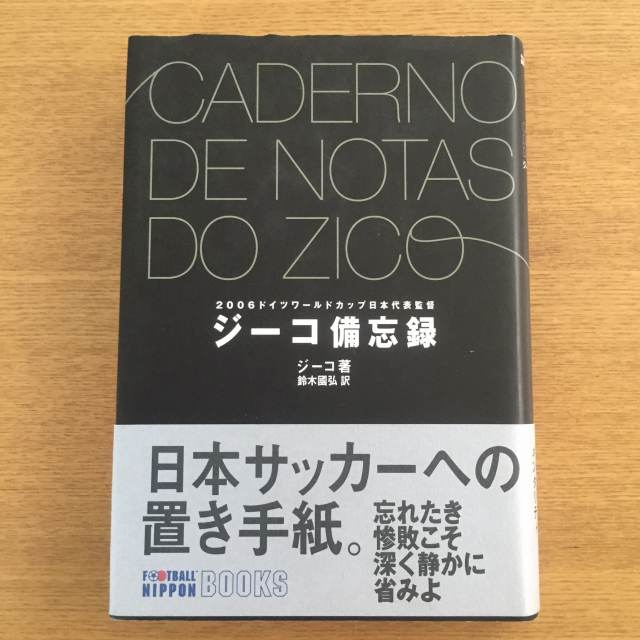 CADERNO
DE NOTAS
DO ZICO
2006ドイツワールドカップ日本代表監督
ジーコ備忘録
ジーコ 著
鈴木國弘 訳
日本サッカーへの
置き手紙。
忘れたき
惨敗こそ
深く静かに
省みよ
FOOTBALL
NIPPON BOOKS